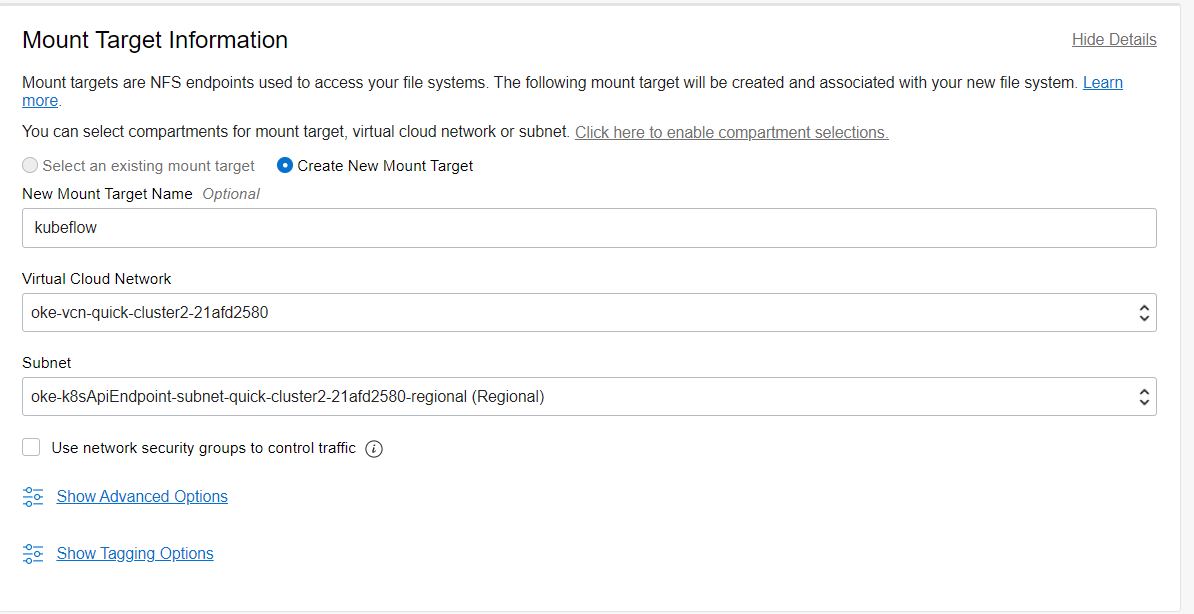 Mount Target Information
Hide Details
Mount targets are NFS endpoints used to access your file systems. The following mount target will be created and associated with your new file system. Learn
more.
You can select compartments for mount target, virtual cloud network or subnet. Click here to enable compartment selections.
Select an existing mount target
Create New Mount Target
New Mount Target Name Optional
kubeflow
Virtual Cloud Network
oke-vcn-quick-cluster2-21afd2580
Subnet
oke-k8sApiEndpoint-subnet-quick-cluster2-21afd2580-regional (Regional)
Use network security groups to control traffic i
Show Advanced Options
Show Tagging Options